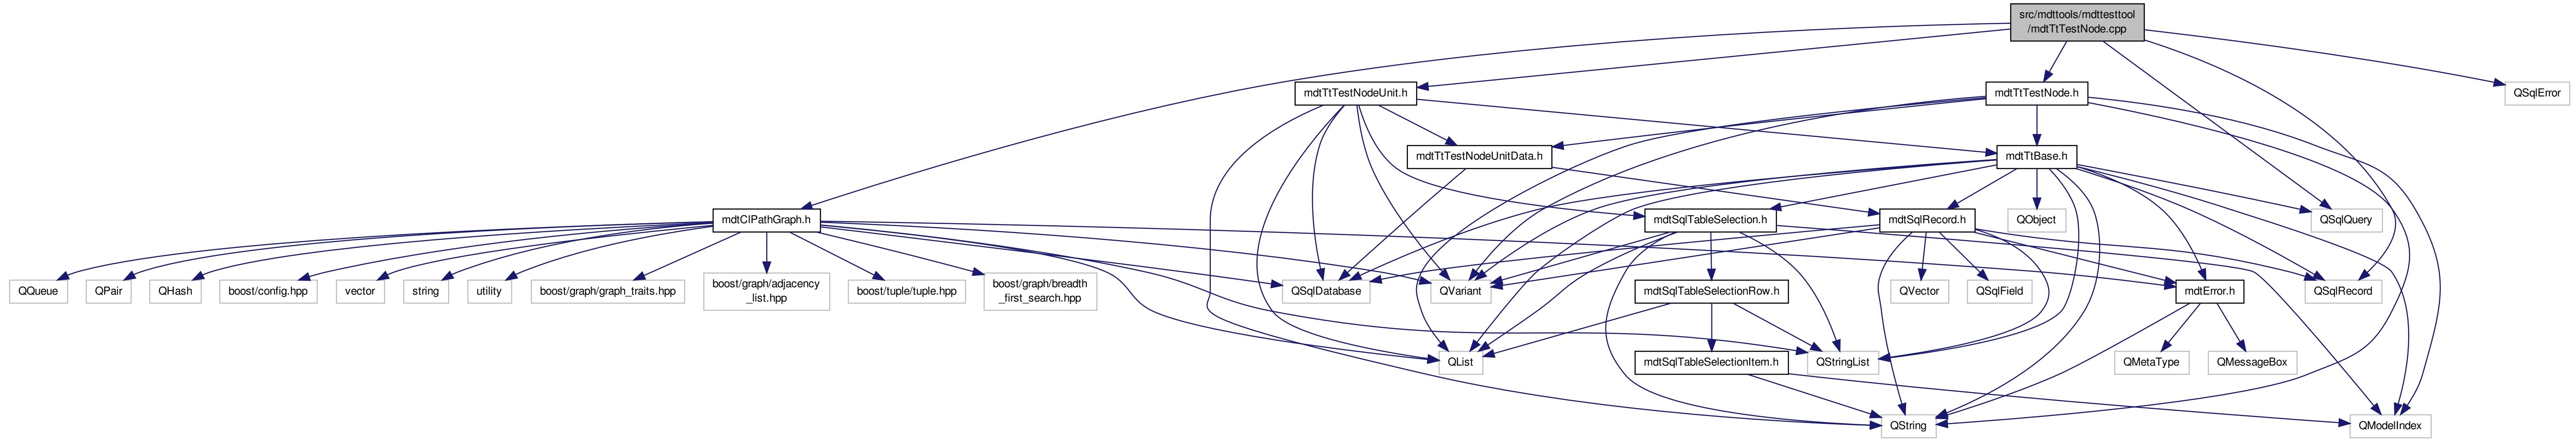 src/mdttools/mdttesttool
/mdtTtTestNode.cpp
mdtTtTestNodeUnit.h
mdtTtTestNode.h
QSqlError
mdtTtTestNodeUnitData.h
mdtTtBase.h
mdtClPathGraph.h
mdtSqlTableSelection.h
mdtSqlRecord.h
QObject
QSqlQuery
QQueue
QPair
QHash
boost/config.hpp
vector
string
utility
boost/graph/graph_traits.hpp
boost/graph/adjacency
_list.hpp
boost/tuple/tuple.hpp
boost/graph/breadth
_first_search.hpp
QSqlDatabase
QVariant
mdtSqlTableSelectionRow.h
QVector
QSqlField
mdtError.h
QSqlRecord
QList
mdtSqlTableSelectionItem.h
QStringList
QMetaType
QMessageBox
QString
QModelIndex